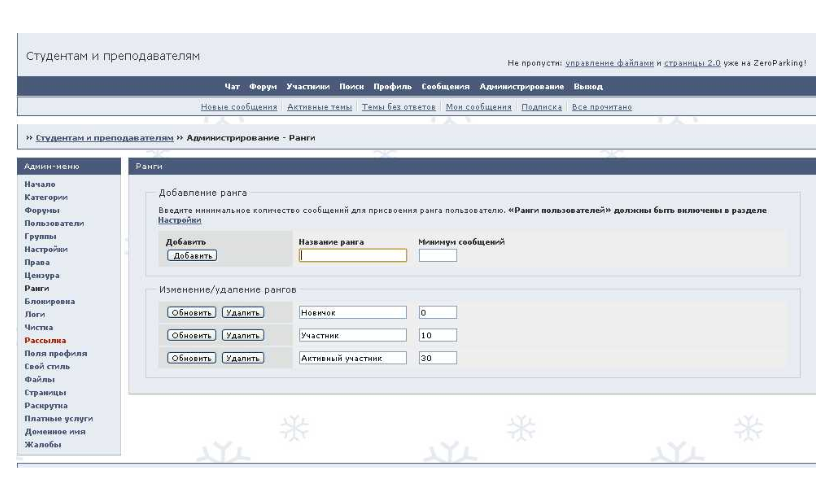 Студентам и преподавателям
Не пропусти: управление файлами и страницы 2.0 уже на ZeroParking!
Чат Форум Участники Поиск Профиль Сообщения Администрирование Выход
Новые сообщения Активные темы Темы без ответов Мои сообщения Подписка Все прочитано
» Студентам и преподавателям » Администрирование - Ранги
Админ-меню
Начало
Категории
Форумы
Пользователи
Группы
Настройки
Права
Цензура
Ранги
Блокировка
Логи
Чистка
Рассылка
Поля профиля
Свой стиль
Файлы
Страницы
Раскрутка
Платные услуги
Доменное имя
Жалобы
Ранги
Добавление ранга
Введите минимальное количество сообщений для присвоения ранга пользователю. «Ранги пользователей» должны быть включены в разделе
Настройки
Добавить Название ранга Минимум сообщений
Добавить
Изменение/удаление рангов
Обновить Удалить Новичок 0
Обновить Удалить Участник 10
Обновить Удалить Активный участник 30